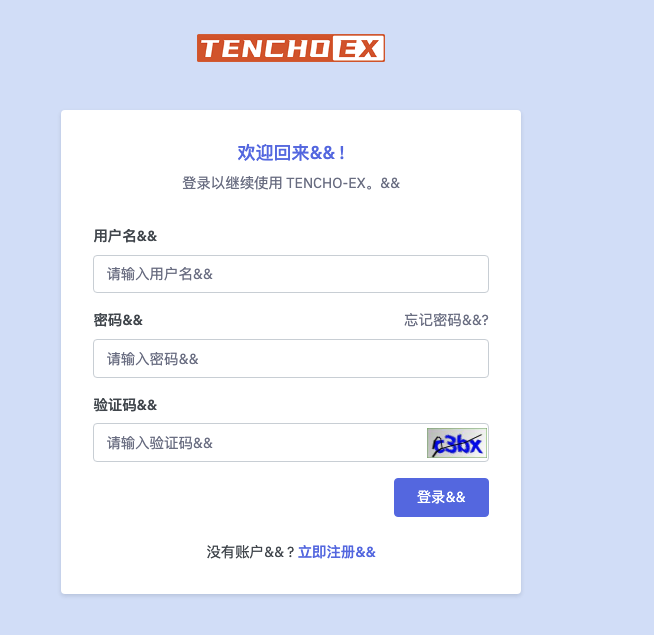 TENCHO EX
欢迎回来&& !
登录以继续使用 TENCHO-EX。&&
用户名&&
请输入用户名&&
密码&& 忘记密码&&?
请输入密码&&
验证码&&
请输入验证码&& c3bx
登录&&
没有账户&& ? 立即注册&&